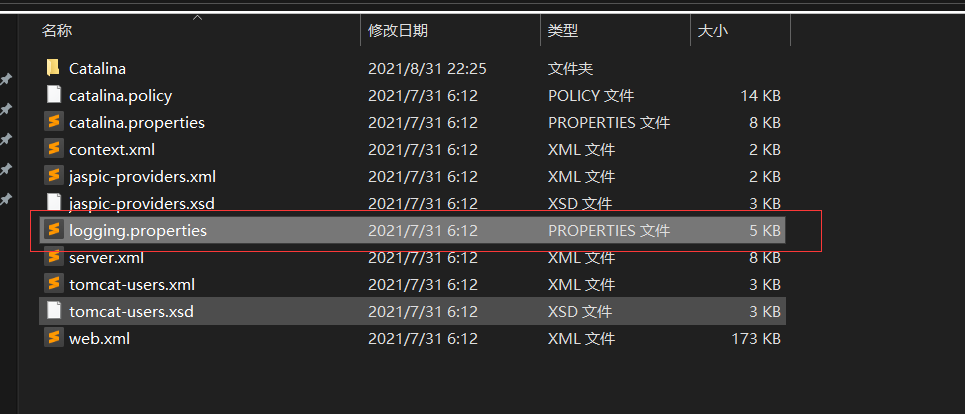 名称 修改日期 类型 大小
Catalina 2021/8/31 22:25 文件夹
catalina.policy 2021/7/31 6:12 POLICY 文件 14 KB
catalina.properties 2021/7/31 6:12 PROPERTIES 文件 8 KB
context.xml 2021/7/31 6:12 XML 文件 2 KB
jaspic-providers.xml 2021/7/31 6:12 XML 文件 2 KB
jaspic-providers.xsd 2021/7/31 6:12 XSD 文件 3 KB
logging.properties 2021/7/31 6:12 PROPERTIES 文件 5 KB
server.xml 2021/7/31 6:12 XML 文件 8 KB
tomcat-users.xml 2021/7/31 6:12 XML 文件 3 KB
tomcat-users.xsd 2021/7/31 6:12 XSD 文件 3 KB
web.xml 2021/7/31 6:12 XML 文件 173 KB